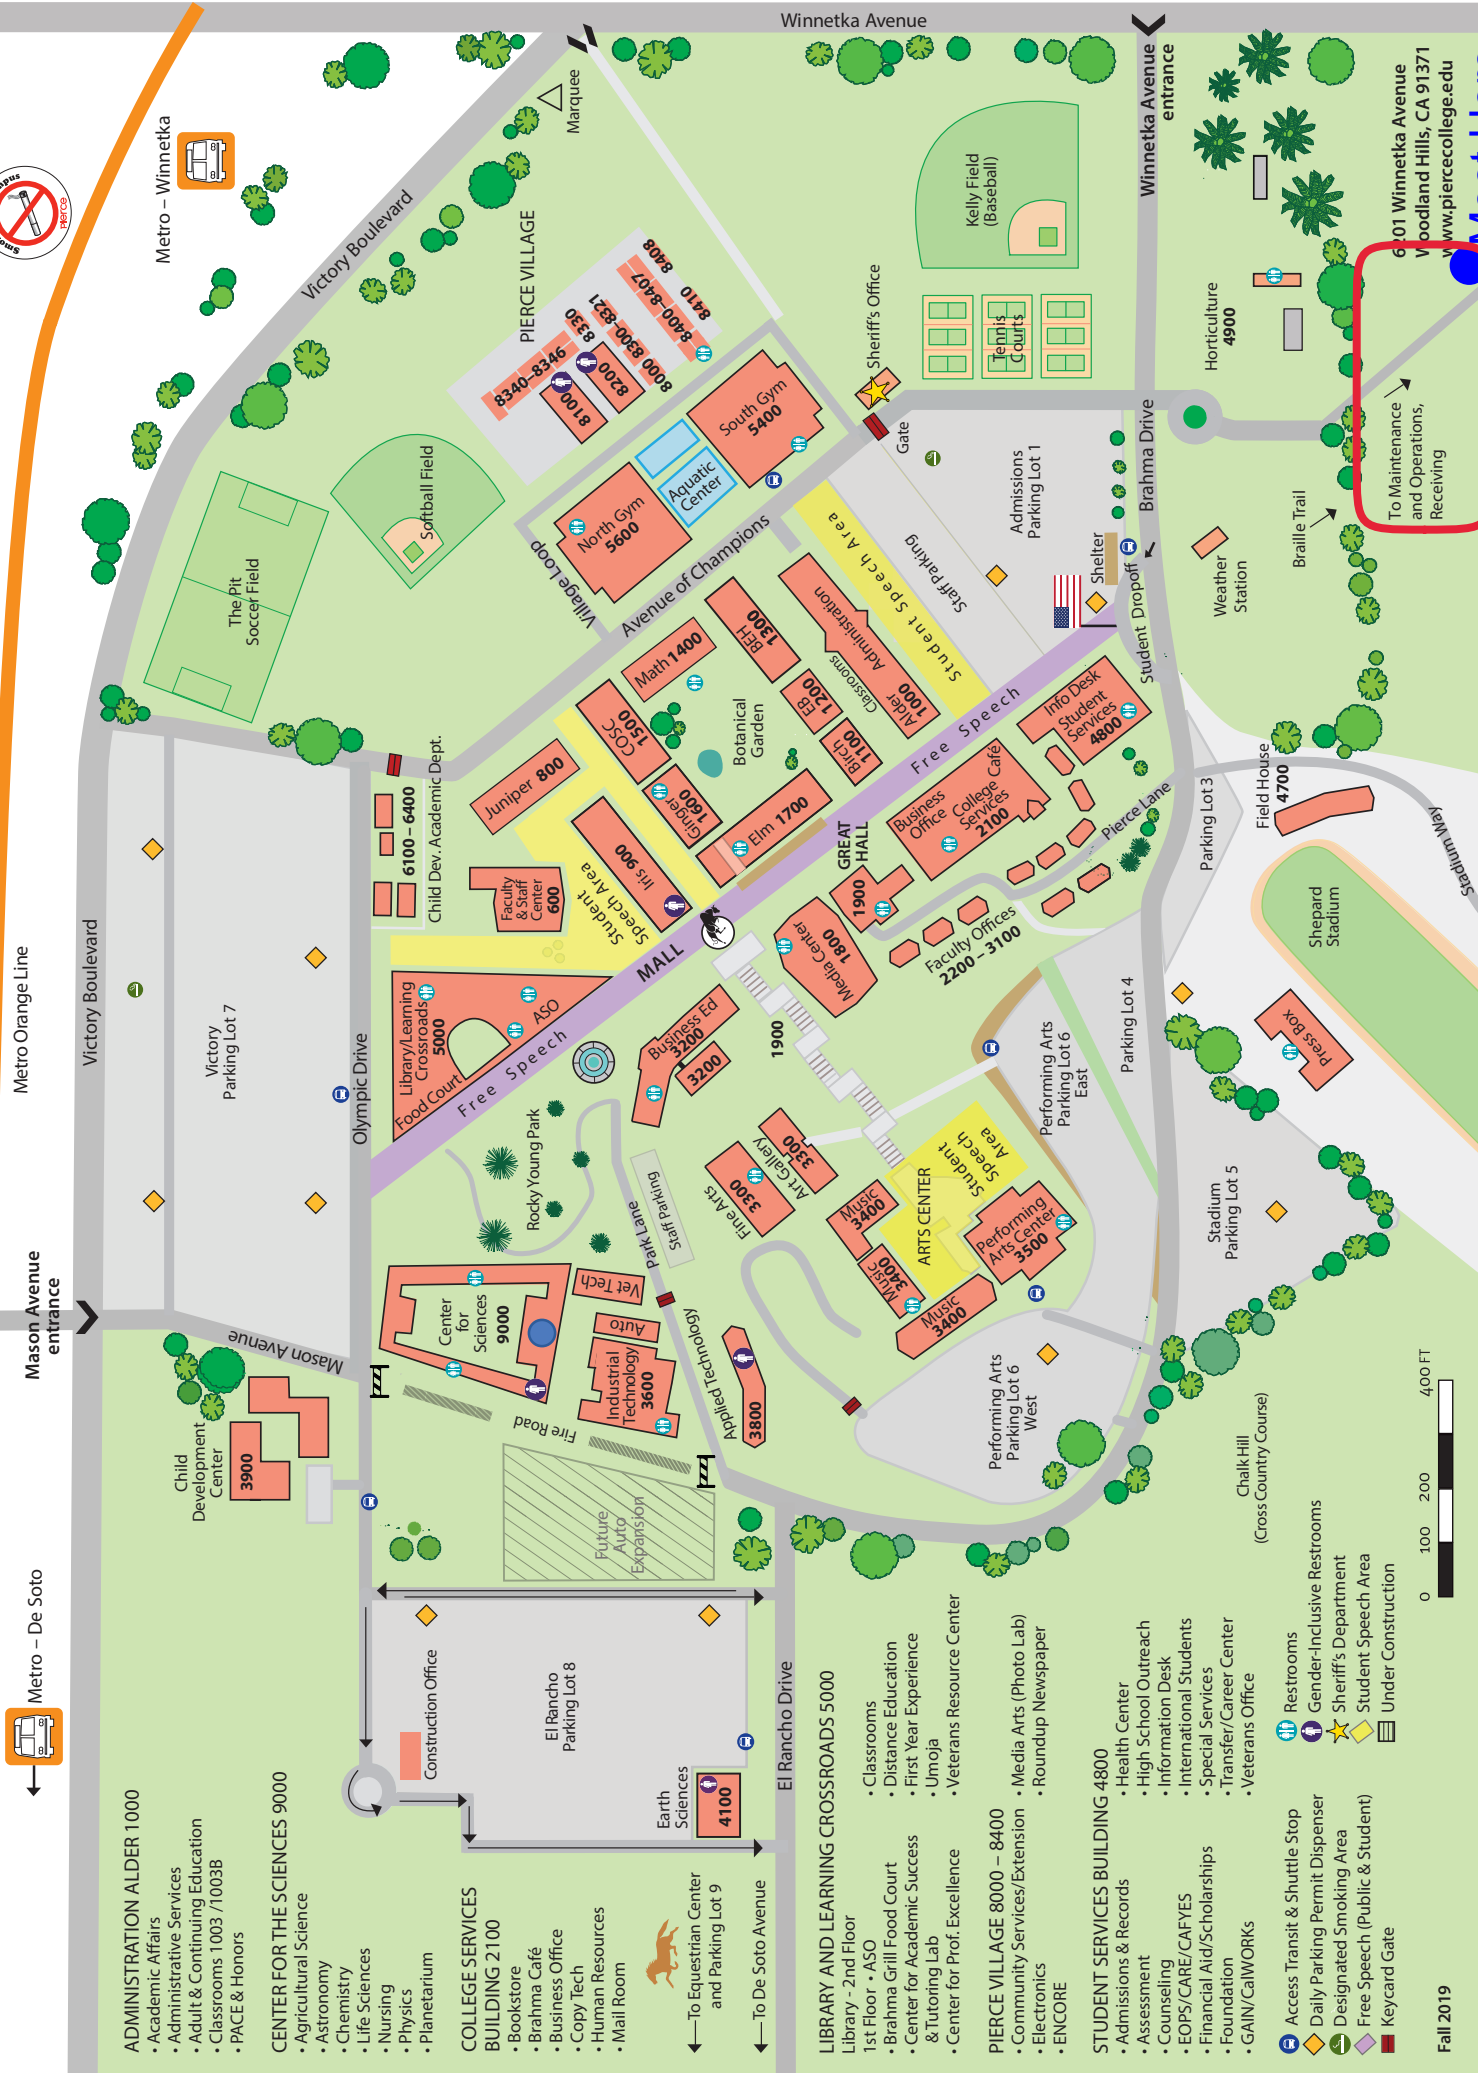 Winnetka Avenue
Winnetka Avenue
entrance
6201 Winnetka Avenue
Woodland Hills, CA 91371
www.piercecollege.edu
Smoke
pus
Pierce
Metro – Winnetka
Victory Boulevard
Marquee
PIERCE VILLAGE
8340–8346
8330
8300–8321
8000
8400–8407
8408
8410
8100
8200
Kelly Field
(Baseball)
Sheriff's Office
Tennis
Courts
Horticulture
4900
To Maintenance
and Operations,
Receiving
Braille Trail
Weather
Station
Gate
South Gym
5400
Aquatic
Center
North Gym
5600
Village Loop
Avenue of Champions
Softball Field
The Pit
Soccer Field
Admissions
Parking Lot 1
Staff Parking
Student Speech Area
Shelter
Brahma Drive
Student Dropoff
Administration
Classrooms
Alder
1000
BEH
1300
EB
1200
Birch
1100
Math 1400
COSC
1500
Botanical
Garden
Ginger
1600
Elm 1700
Juniper 800
Iris 900
Student
Speech Area
Faculty
& Staff
Center
600
6100 – 6400
Child Dev. Academic Dept.
Free Speech
Info Desk
Student
Services
4800
Business
Office
College Café
Services
2100
GREAT
HALL
1900
Pierce Lane
Parking Lot 3
Field House
4700
Stadium Way
Shepard
Stadium
Press Box
Media Center
1800
Faculty Offices
2200 – 3100
MALL
Metro Orange Line
Victory Boulevard
Victory
Parking Lot 7
Olympic Drive
Library/Learning
Crossroads
5000
ASO
Food Court
Free Speech
Business Ed
3200
3200
1900
Performing Arts
Parking Lot 6
East
Parking Lot 4
Stadium
Parking Lot 5
Rocky Young Park
Park Lane
Staff Parking
Fine Arts
3300
Art Gallery
3300
Music
3400
Music
3400
Music
3400
ARTS CENTER
Student
Speech
Area
Performing
Arts Center
3500
Performing Arts
Parking Lot 6
West
Mason Avenue
entrance
Mason Avenue
Center
for
Sciences
9000
Vet Tech
Auto
Industrial
Technology
3600
Applied Technology
3800
Fire Road
Child
Development
Center
3900
Future
Auto
Expansion
Chalk Hill
(Cross Country Course)
0 100 200 400 FT
Metro – De Soto
Construction Office
El Rancho
Parking Lot 8
Earth
Sciences
4100
El Rancho Drive
To Equestrian Center
and Parking Lot 9
To De Soto Avenue
ADMINISTRATION ALDER 1000
• Academic Affairs
• Administrative Services
• Adult & Continuing Education
• Classrooms 1003 /1003B
• PACE & Honors
CENTER FOR THE SCIENCES 9000
• Agricultural Science
• Astronomy
• Chemistry
• Life Sciences
• Nursing
• Physics
• Planetarium
COLLEGE SERVICES
BUILDING 2100
• Bookstore
• Brahma Café
• Business Office
• Copy Tech
• Human Resources
• Mail Room
LIBRARY AND LEARNING CROSSROADS 5000
Library - 2nd Floor
1st Floor • ASO
• Brahma Grill Food Court
• Center for Academic Success
& Tutoring Lab
• Center for Prof. Excellence
• Classrooms
• Distance Education
• First Year Experience
• Umoja
• Veterans Resource Center
PIERCE VILLAGE 8000 – 8400
• Community Services/Extension
• Electronics
• ENCORE
• Media Arts (Photo Lab)
• Roundup Newspaper
STUDENT SERVICES BUILDING 4800
• Admissions & Records
• Assessment
• Counseling
• EOPS/CARE/CAFYES
• Financial Aid/Scholarships
• Foundation
• GAIN/CalWORKs
• Health Center
• High School Outreach
• Information Desk
• International Students
• Special Services
• Transfer/Career Center
• Veterans Office
Access Transit & Shuttle Stop
Daily Parking Permit Dispenser
Designated Smoking Area
Free Speech (Public & Student)
Keycard Gate
Restrooms
Gender-Inclusive Restrooms
Sheriff's Department
Student Speech Area
Under Construction
Fall 2019